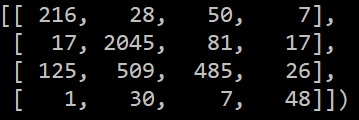 [[ 216, 28, 50, 7],
[ 17, 2045, 81, 17],
[ 125, 509, 485, 26],
[ 1, 30, 7, 48]])